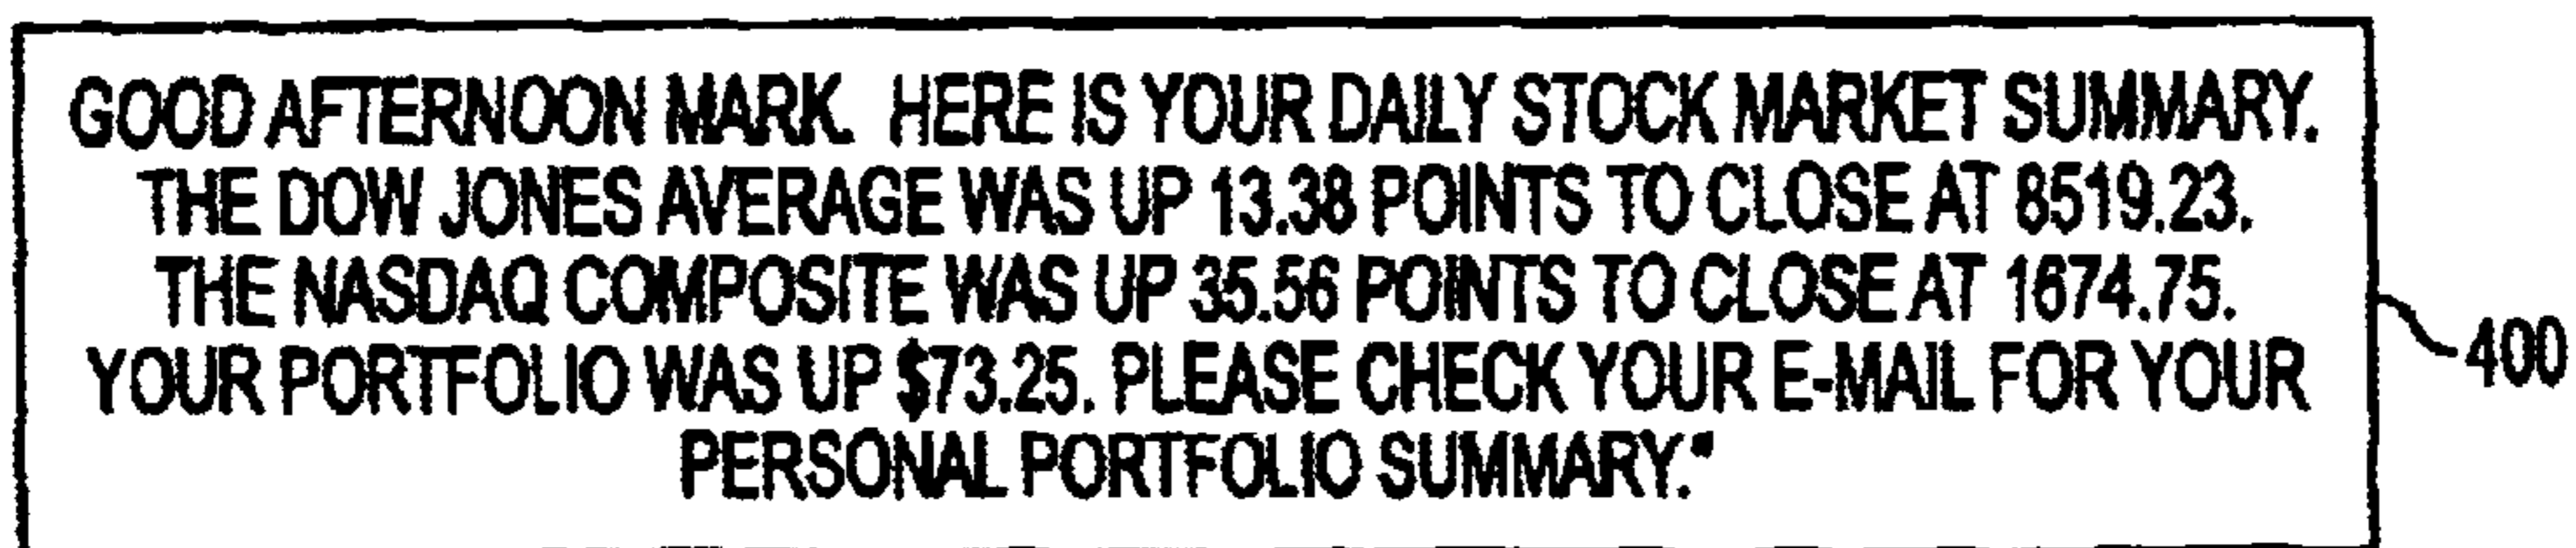 GOOD AFTERNOON MARK. HERE IS YOUR DAILY STOCK MARKET SUMMARY.
THE DOW JONES AVERAGE WAS UP 13.38 POINTS TO CLOSE AT 8519.23.
THE NASDAQ COMPOSITE WAS UP 35.56 POINTS TO CLOSE AT 1674.75.
YOUR PORTFOLIO WAS UP $73.25. PLEASE CHECK YOUR E-MAIL FOR YOUR
PERSONAL PORTFOLIO SUMMARY."
400